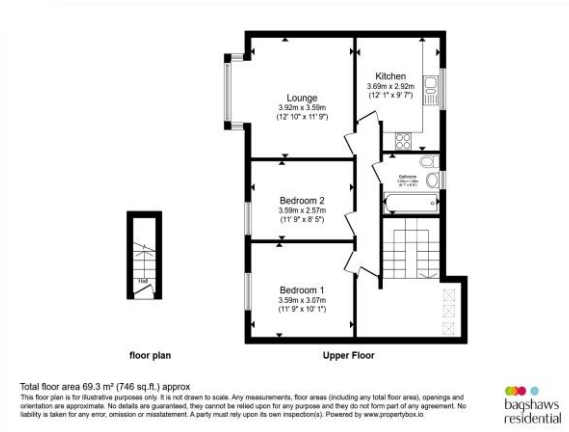 Kitchen
3.69m x 2.92m
(12' 1" x 9' 7")
Lounge
3.92m x 3.59m
(12' 10" x 11' 9")
Bathroom
Bedroom 2
3.59m x 2.57m
(11' 9" x 8' 5")
Hall
Bedroom 1
3.59m x 3.07m
(11' 9" x 10' 1")
floor plan
Upper Floor
Total floor area 69.3 m² (746 sq.ft.) approx
This floor plan is for illustrative purposes only. It is not drawn to scale. Any measurements, floor areas (including any total floor area), openings and
orientation are approximate. No details are guaranteed, they cannot be relied upon for any purpose and they do not form part of any agreement. No
liability is taken for any error, omission or misstatement. A party must rely upon its own inspection(s). Powered by www.propertybox.io
bagshaws
residential